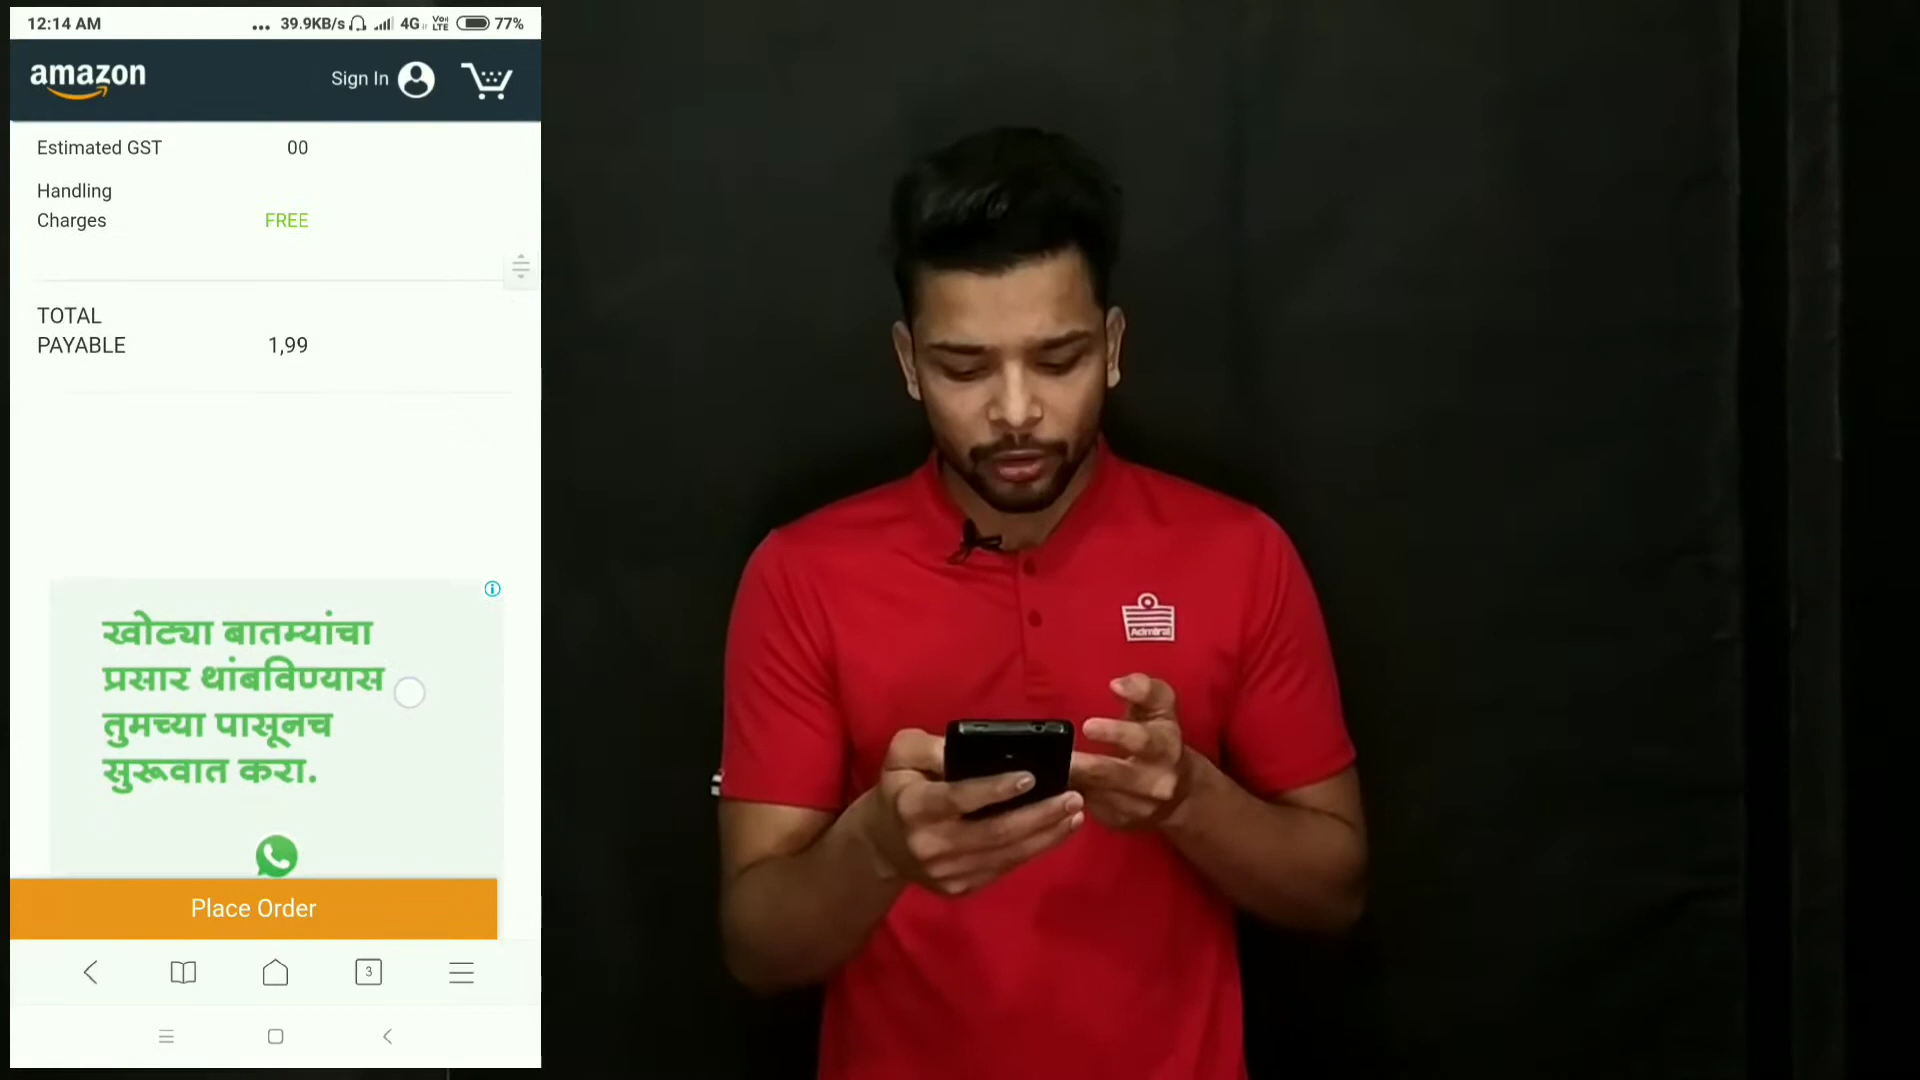 12:14 AM ... 39.9KB/s 4G Vo LTE 77%
amazon Sign In
Estimated GST 00
Handling
Charges FREE
TOTAL
PAYABLE 1,99
खोट्या बातम्यांचा
प्रसार थांबविण्यास
तुमच्या पासूनच
सुरूवात करा.
Place Order
3
Admiral